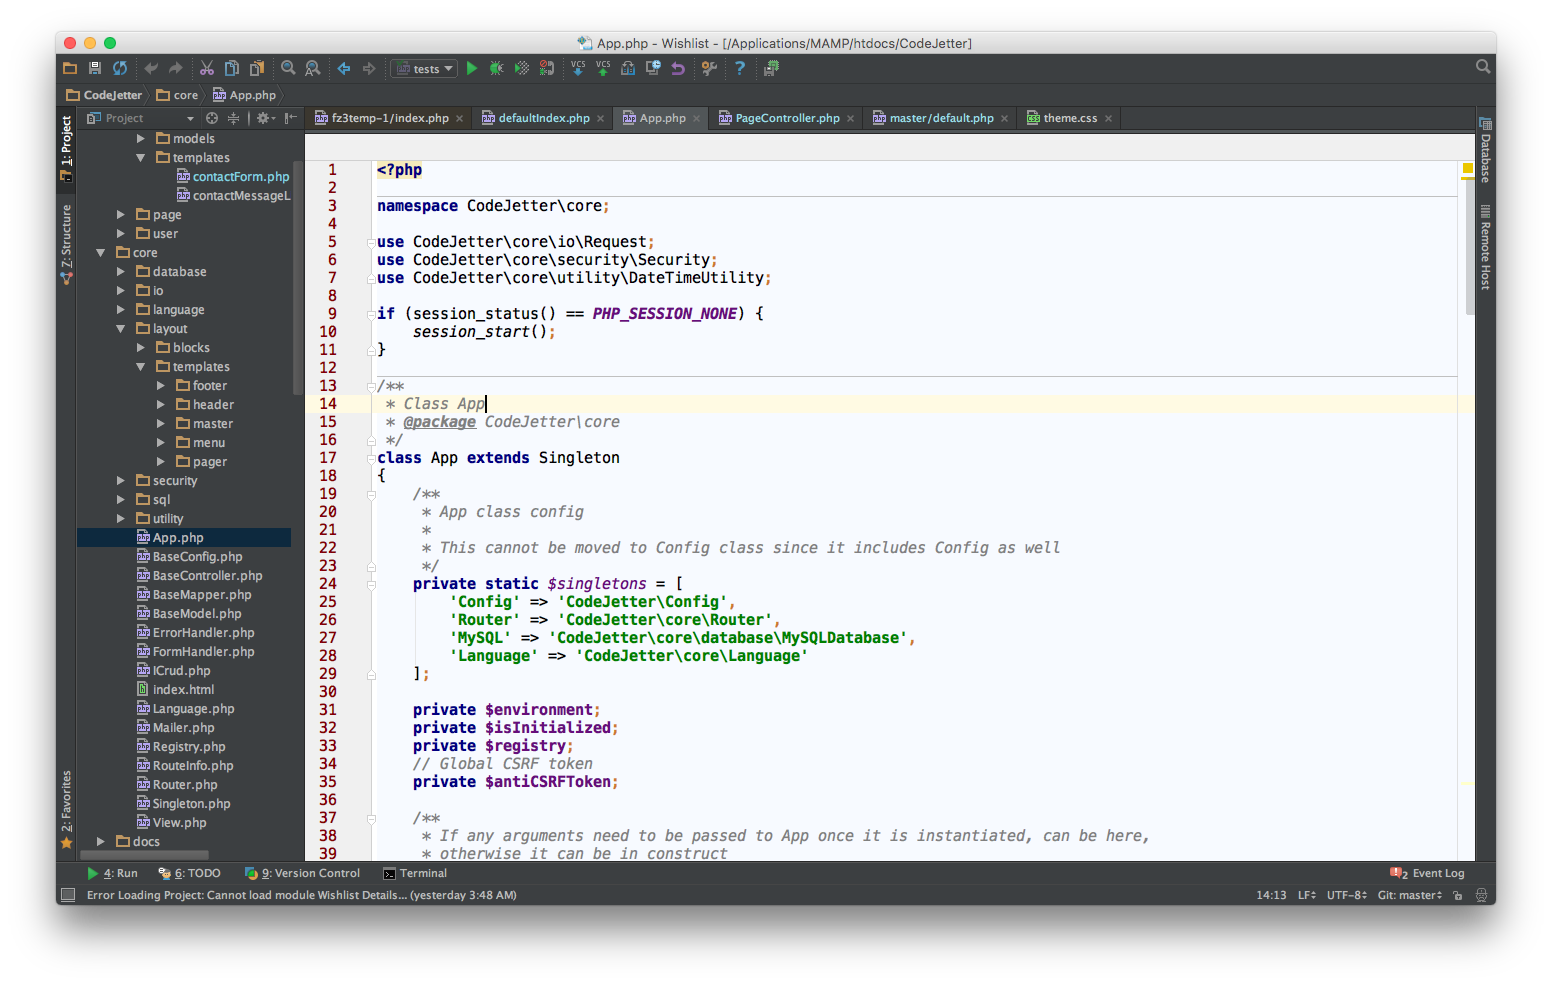 App.php - Wishlist - [/Applications/MAMP/htdocs/CodeJetter]
tests
VCS VCS
?
CodeJetter core App.php
Project
fz3temp-1/index.php defaultIndex.php App.php PageController.php master/default.php theme.css
1: Project
7: Structure
2: Favorites
models
templates
contactForm.php
contactMessageL
page
user
core
database
io
language
layout
blocks
templates
footer
header
master
menu
pager
security
sql
utility
App.php
BaseConfig.php
BaseController.php
BaseMapper.php
BaseModel.php
ErrorHandler.php
FormHandler.php
ICrud.php
index.html
Language.php
Mailer.php
Registry.php
RouteInfo.php
Router.php
Singleton.php
View.php
docs
1 <?php
2
3 namespace CodeJetter\core;
4
5 use CodeJetter\core\io\Request;
6 use CodeJetter\core\security\Security;
7 use CodeJetter\core\utility\DateTimeUtility;
8
9 if (session_status() == PHP_SESSION_NONE) {
10 session_start();
11 }
12
13 /**
14 * Class App
15 * @package CodeJetter\core
16 */
17 class App extends Singleton
18 {
19 /**
20 * App class config
21 *
22 * This cannot be moved to Config class since it includes Config as well
23 */
24 private static $singletons = [
25 'Config' => 'CodeJetter\Config',
26 'Router' => 'CodeJetter\core\Router',
27 'MySQL' => 'CodeJetter\core\database\MySQLDatabase',
28 'Language' => 'CodeJetter\core\Language'
29 ];
30
31 private $environment;
32 private $isInitialized;
33 private $registry;
34 // Global CSRF token
35 private $antiCSRFToken;
36
37 /**
38 * If any arguments need to be passed to App once it is instantiated, can be here,
39 * otherwise it can be in construct
Database
Remote Host
4: Run 6: TODO 9: Version Control Terminal 2 Event Log
Error Loading Project: Cannot load module Wishlist Details... (yesterday 3:48 AM) 14:13 LF UTF-8 Git: master